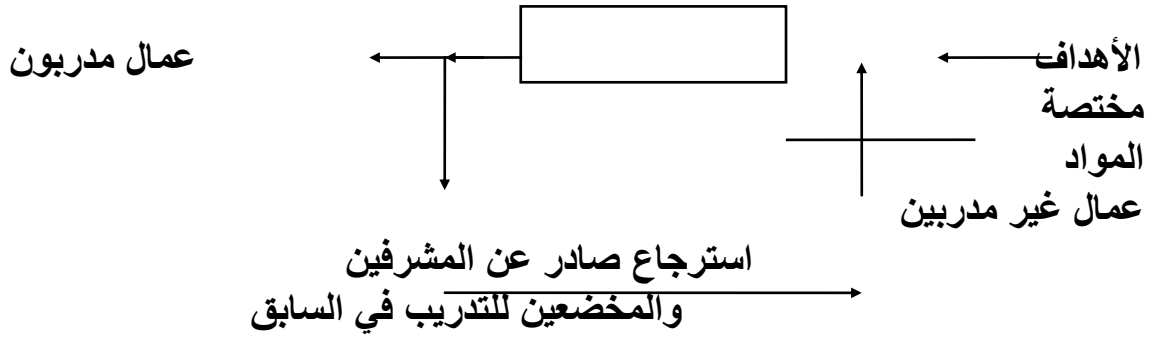 الأهداف
مختصة
المواد
عمال غير مدربين
عمال مدربون
استرجاع صادر عن المشرفين
والمخضعين للتدريب في السابق